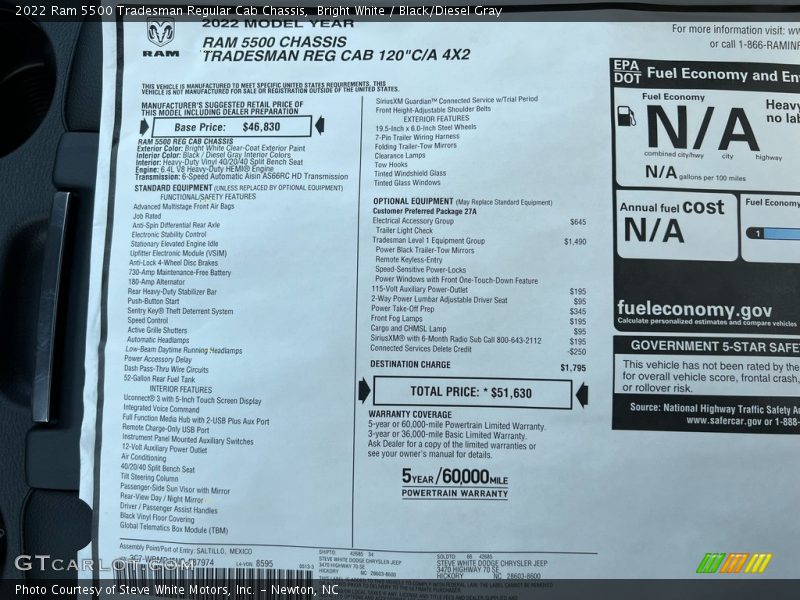 2022 Ram 5500 Tradesman Regular Cab Chassis, Bright White / Black/Diesel Gray
2022 MODEL YEAR
RAM
RAM 5500 CHASSIS
TRADESMAN REG CAB 120"C/A 4X2
THIS VEHICLE IS MANUFACTURED TO MEET SPECIFIC UNITED STATES REQUIREMENTS. THIS
VEHICLE IS NOT MANUFACTURED FOR SALE OR REGISTRATION OUTSIDE OF THE UNITED STATES.
MANUFACTURER'S SUGGESTED RETAIL PRICE OF
THIS MODEL INCLUDING DEALER PREPARATION
Base Price: $46,830
RAM 5500 REG CAB CHASSIS
Exterior Color: Bright White Clear-Coat Exterior Paint
Interior Color: Black / Diesel Gray Interior Colors
Interior: Heavy-Duty Vinyl 40/20/40 Split Bench Seat
Engine: 6.4L V8 Heavy-Duty HEMI® Engine
Transmission: 6-Speed Automatic Aisin AS66RC HD Transmission
STANDARD EQUIPMENT (UNLESS REPLACED BY OPTIONAL EQUIPMENT)
FUNCTIONAL/SAFETY FEATURES
Advanced Multistage Front Air Bags
Job Rated
Anti-Spin Differential Rear Axle
Electronic Stability Control
Stationary Elevated Engine Idle
Upfitter Electronic Module (VSIM)
Anti-Lock 4-Wheel Disc Brakes
730-Amp Maintenance-Free Battery
180-Amp Alternator
Rear Heavy-Duty Stabilizer Bar
Push-Button Start
Sentry Key® Theft Deterrent System
Speed Control
Active Grille Shutters
Automatic Headlamps
Low-Beam Daytime Running Headlamps
Power Accessory Delay
Dash Pass-Thru Wire Circuits
52-Gallon Rear Fuel Tank
INTERIOR FEATURES
Uconnect® 3 with 5-Inch Touch Screen Display
Integrated Voice Command
Full Function Media Hub with 2-USB Plus Aux Port
Remote Charge-Only USB Port
Instrument Panel Mounted Auxiliary Switches
12-Volt Auxiliary Power Outlet
Air Conditioning
40/20/40 Split Bench Seat
Tilt Steering Column
Passenger-Side Sun Visor with Mirror
Rear-View Day / Night Mirror
Driver / Passenger Assist Handles
Black Vinyl Floor Covering
Global Telematics Box Module (TBM)
SiriusXM Guardian™ Connected Service w/Trial Period
Front Height-Adjustable Shoulder Belts
EXTERIOR FEATURES
19.5-Inch x 6.0-Inch Steel Wheels
7-Pin Trailer Wiring Harness
Folding Trailer-Tow Mirrors
Clearance Lamps
Tow Hooks
Tinted Windshield Glass
Tinted Glass Windows
OPTIONAL EQUIPMENT (May Replace Standard Equipment)
Customer Preferred Package 27A
Electrical Accessory Group $645
Trailer Light Check
Tradesman Level 1 Equipment Group $1,490
Power Black Trailer-Tow Mirrors
Remote Keyless-Entry
Speed-Sensitive Power-Locks
Power Windows with Front One-Touch-Down Feature
115-Volt Auxiliary Power-Outlet $195
2-Way Power Lumbar Adjustable Driver Seat $95
Power Take-Off Prep $345
Front Fog Lamps $195
Cargo and CHMSL Lamp $95
SiriusXM® with 6-Month Radio Sub Call 800-643-2112 $195
Connected Services Delete Credit -$250
DESTINATION CHARGE $1,795
TOTAL PRICE: * $51,630
WARRANTY COVERAGE
5-year or 60,000-mile Powertrain Limited Warranty.
3-year or 36,000-mile Basic Limited Warranty.
Ask Dealer for a copy of the limited warranties or
see your owner's manual for details.
5YEAR/60,000MILE
POWERTRAIN WARRANTY
For more information visit: ww
or call 1-866-RAMINF
EPA
DOT
Fuel Economy and En
Fuel Economy
N/A
Heavy
no lab
combined city/hwy city highway
N/A gallons per 100 miles
Annual fuel cost
N/A
Fuel Economy
1
fueleconomy.gov
Calculate personalized estimates and compare vehicles
GOVERNMENT 5-STAR SAFE
This vehicle has not been rated by the
for overall vehicle score, frontal crash,
or rollover risk.
Source: National Highway Traffic Safety A
www.safercar.gov or 1-888-
Assembly Point/Port of Entry: SALTILLO, MEXICO
8595
STEVE WHITE DODGE CHRYSLER JEEP
3470 HIGHWAY 70 SE
HICKORY NC 28603-8600
STEVE WHITE DODGE CHRYSLER JEEP
3470 HIGHWAY 70 SE
HICKORY NC 28603-8600
GTcarlot.com
Photo Courtesy of Steve White Motors, Inc. – Newton, NC